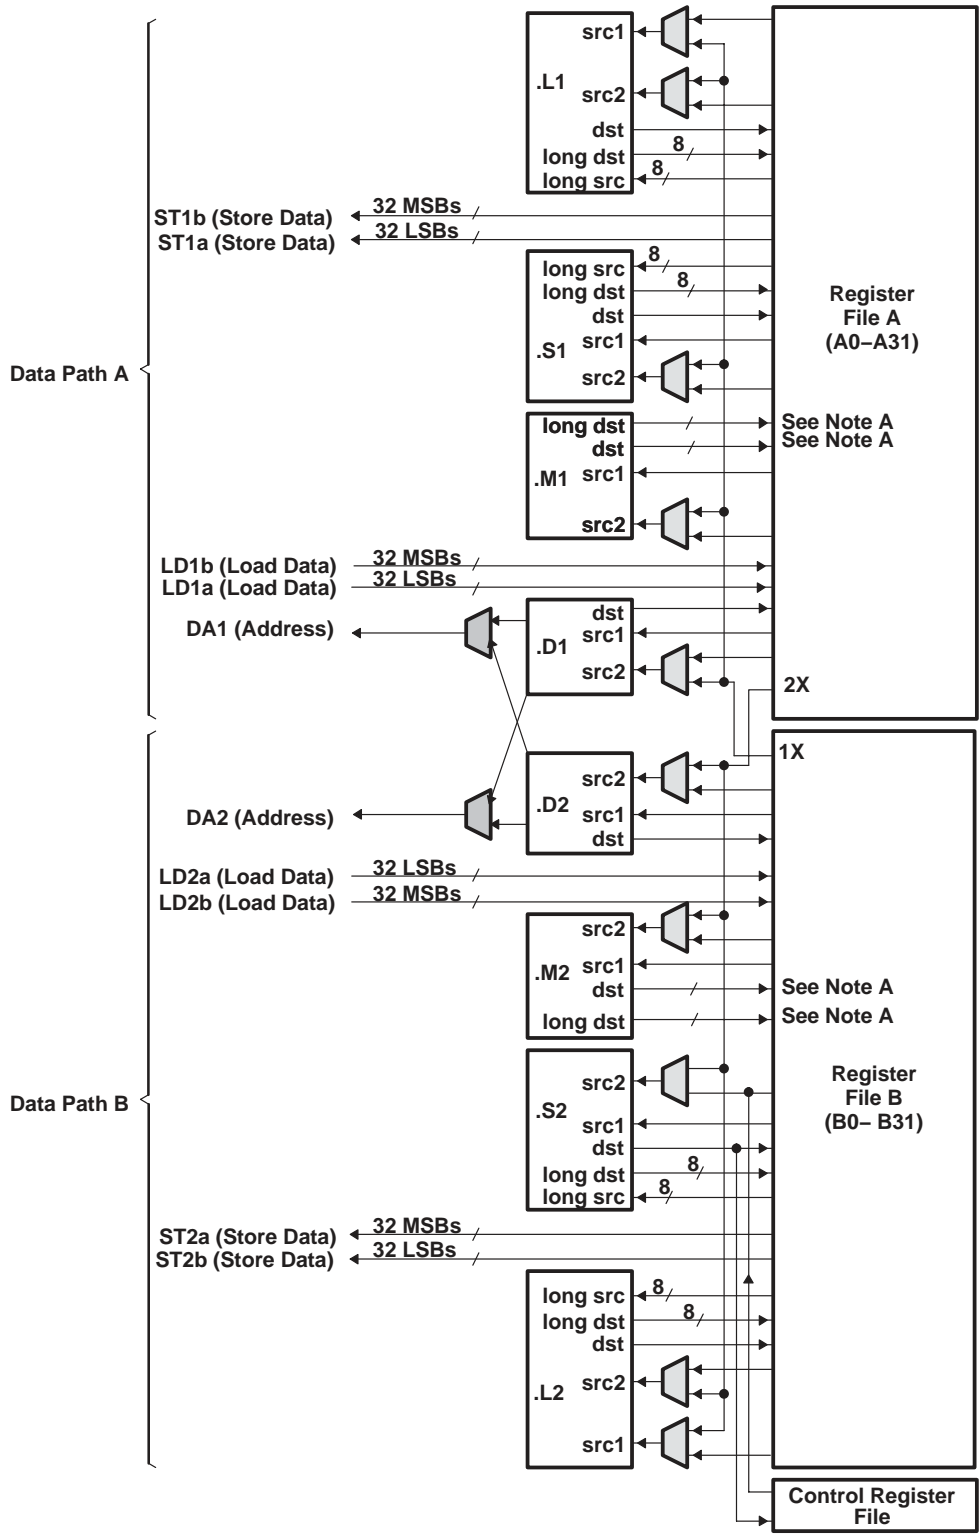 src1
.L1
src2
dst
long dst
8
long src
8
ST1b (Store Data)
32 MSBs
ST1a (Store Data)
32 LSBs
long src
8
long dst
8
dst
.S1
src1
src2
Register
File A
(A0–A31)
Data Path A
long dst
See Note A
dst
See Note A
.M1
src1
src2
LD1b (Load Data)
32 MSBs
LD1a (Load Data)
32 LSBs
DA1 (Address)
dst
.D1
src1
src2
2X
1X
src2
.D2
src1
dst
DA2 (Address)
LD2a (Load Data)
32 LSBs
LD2b (Load Data)
32 MSBs
src2
.M2
src1
dst
See Note A
long dst
See Note A
src2
.S2
src1
dst
long dst
8
long src
8
Register
File B
(B0– B31)
Data Path B
ST2a (Store Data)
32 MSBs
ST2b (Store Data)
32 LSBs
long src
8
long dst
8
dst
.L2
src2
src1
Control Register
File